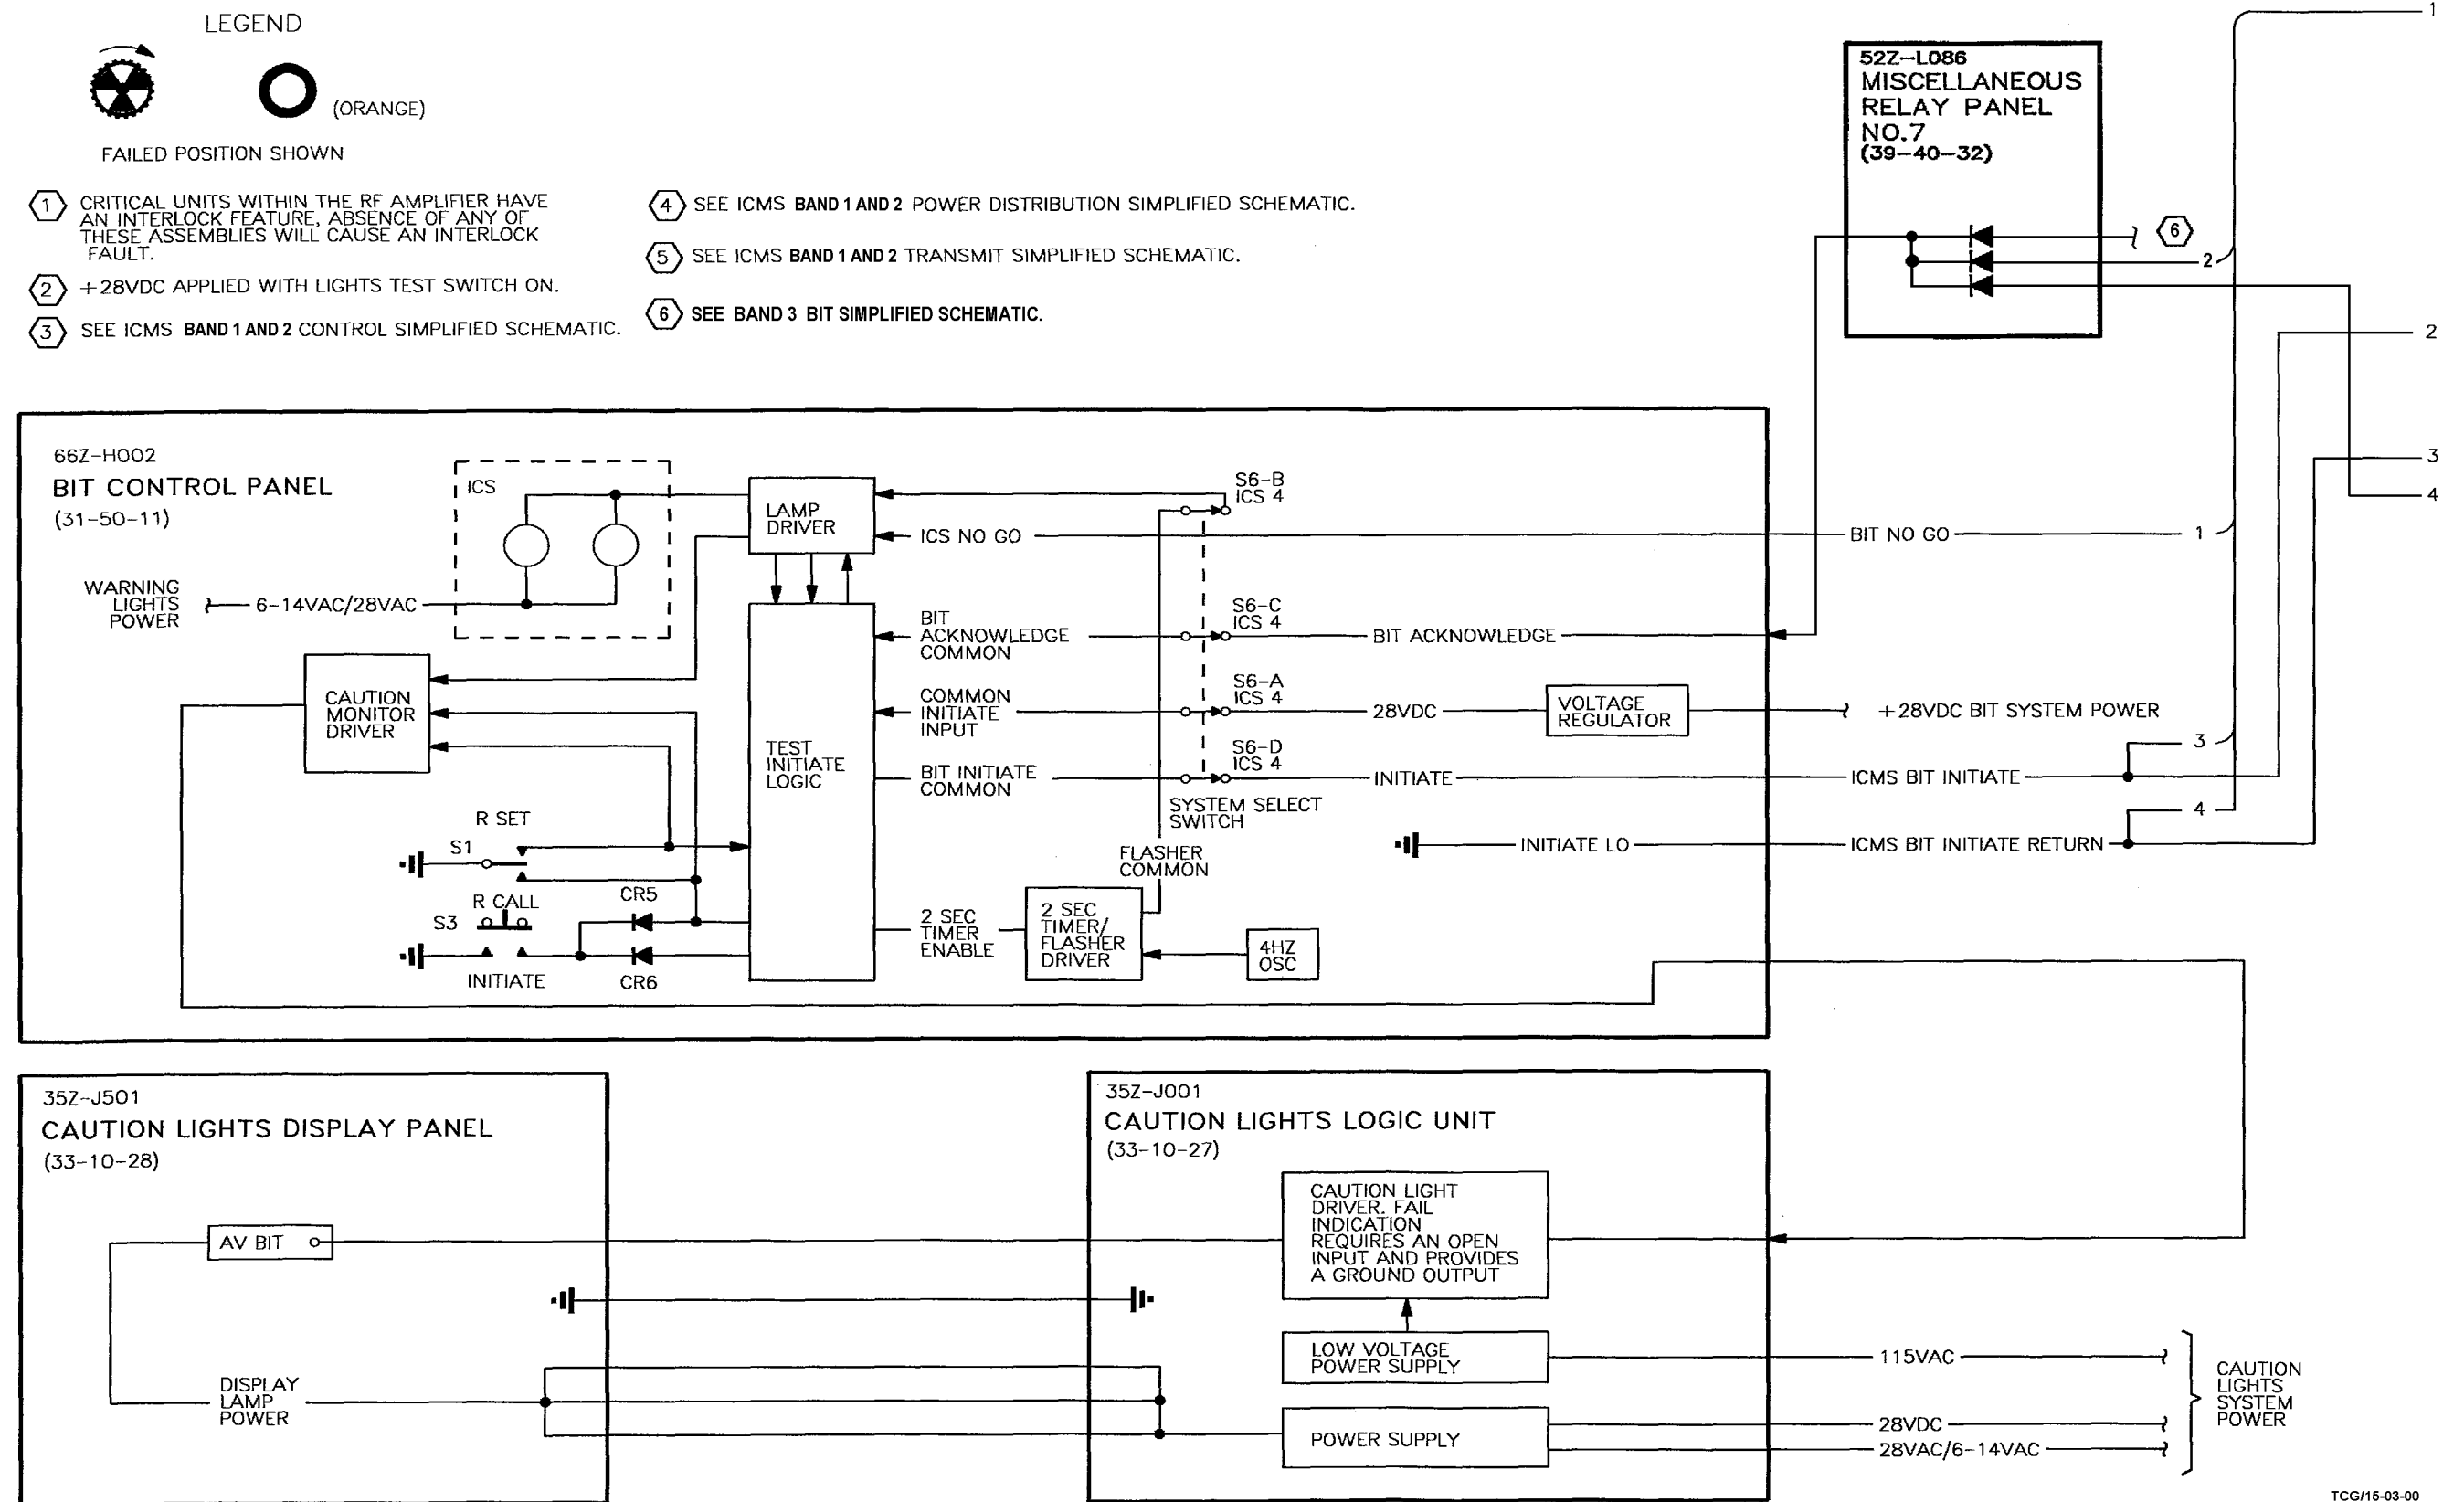 LEGEND
(ORANGE)
FAILED POSITION SHOWN
1 CRITICAL UNITS WITHIN THE RF AMPLIFIER HAVE
AN INTERLOCK FEATURE, ABSENCE OF ANY OF
THESE ASSEMBLIES WILL CAUSE AN INTERLOCK
FAULT.
2 +28VDC APPLIED WITH LIGHTS TEST SWITCH ON.
3 SEE ICMS BAND 1 AND 2 CONTROL SIMPLIFIED SCHEMATIC.
4 SEE ICMS BAND 1 AND 2 POWER DISTRIBUTION SIMPLIFIED SCHEMATIC.
5 SEE ICMS BAND 1 AND 2 TRANSMIT SIMPLIFIED SCHEMATIC.
6 SEE BAND 3 BIT SIMPLIFIED SCHEMATIC.
52Z-L086
MISCELLANEOUS
RELAY PANEL
NO.7
(39-40-32)
6
2
1
2
3
4
66Z-H002
BIT CONTROL PANEL
(31-50-11)
ICS
LAMP
DRIVER
S6-B
ICS 4
ICS NO GO
BIT NO GO
1
WARNING
LIGHTS
POWER
6-14VAC/28VAC
BIT
ACKNOWLEDGE
COMMON
S6-C
ICS 4
BIT ACKNOWLEDGE
CAUTION
MONITOR
DRIVER
COMMON
INITIATE
INPUT
S6-A
ICS 4
28VDC
VOLTAGE
REGULATOR
+28VDC BIT SYSTEM POWER
3
TEST
INITIATE
LOGIC
BIT INITIATE
COMMON
S6-D
ICS 4
INITIATE
ICMS BIT INITIATE
SYSTEM SELECT
SWITCH
4
R SET
S1
FLASHER
COMMON
INITIATE LO
ICMS BIT INITIATE RETURN
R CALL
S3
INITIATE
CR5
CR6
2 SEC
TIMER
ENABLE
2 SEC
TIMER/
FLASHER
DRIVER
4HZ
OSC
35Z-J501
CAUTION LIGHTS DISPLAY PANEL
(33-10-28)
AV BIT
DISPLAY
LAMP
POWER
35Z-J001
CAUTION LIGHTS LOGIC UNIT
(33-10-27)
CAUTION LIGHT
DRIVER. FAIL
INDICATION
REQUIRES AN OPEN
INPUT AND PROVIDES
A GROUND OUTPUT
LOW VOLTAGE
POWER SUPPLY
POWER SUPPLY
115VAC
28VDC
28VAC/6-14VAC
CAUTION
LIGHTS
SYSTEM
POWER
TCG/15-03-00